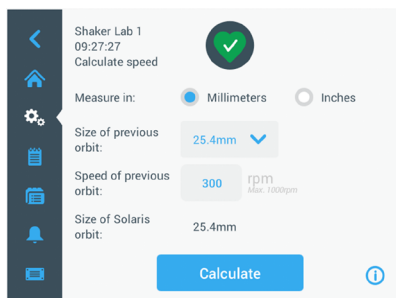 Shaker Lab 1
09:27:27
Calculate speed
Measure in:
Millimeters
Inches
Size of previous
orbit:
25.4mm
Speed of previous
orbit:
300
rpm
Max. 1000rpm
Size of Solaris
orbit:
25.4mm
Calculate